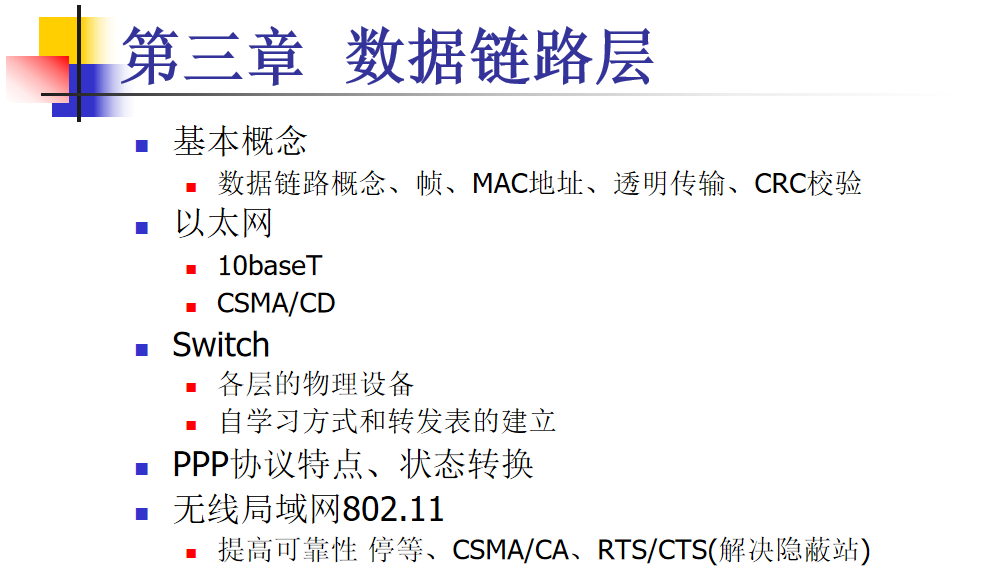 第三章 数据链路层
基本概念
数据链路概念、帧、MAC地址、透明传输、CRC校验
以太网
10baseT
CSMA/CD
Switch
各层的物理设备
自学习方式和转发表的建立
PPP协议特点、状态转换
无线局域网802.11
提高可靠性 停等、CSMA/CA、RTS/CTS(解决隐蔽站)